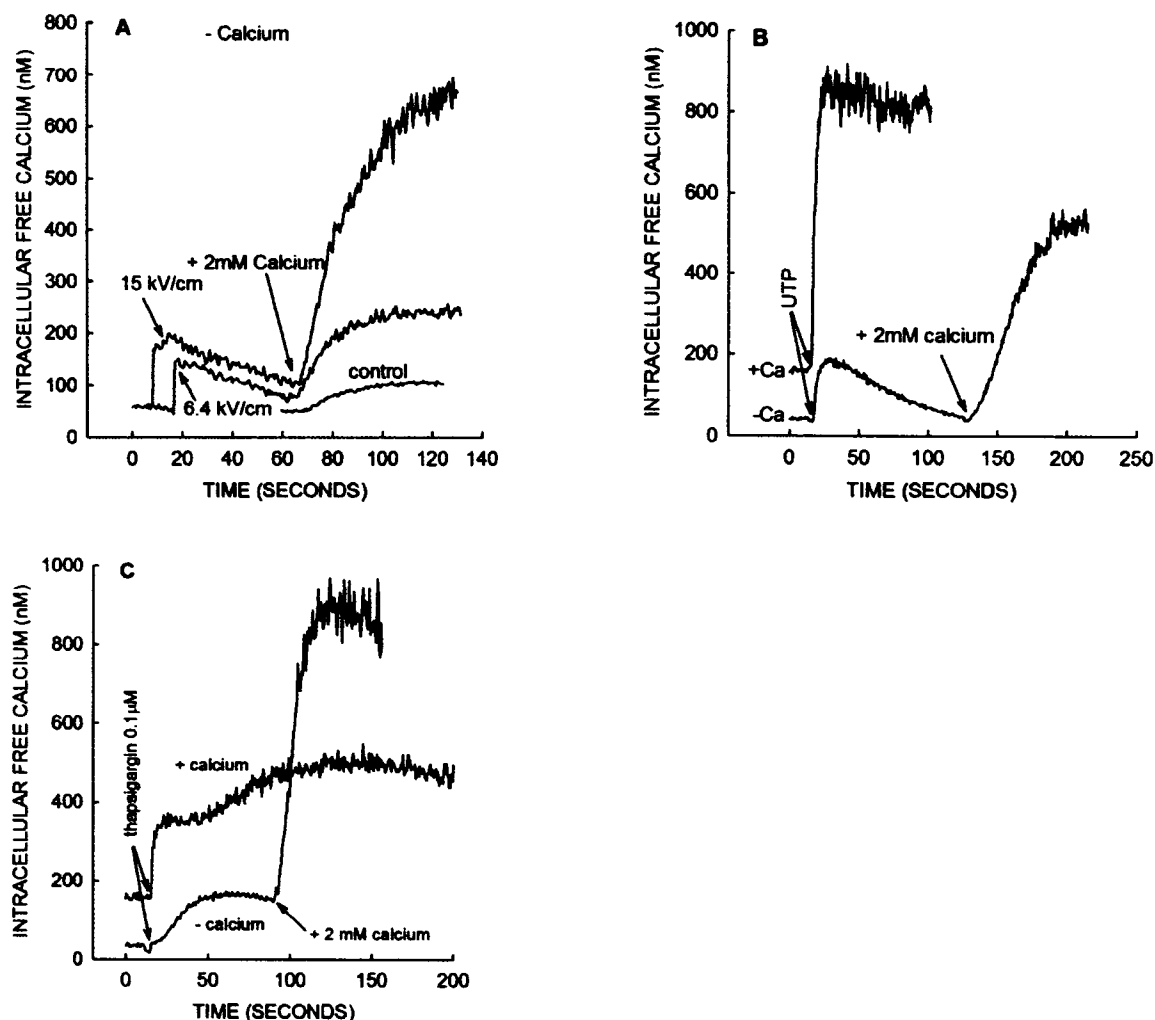 A
- Calcium
INTRACELLULAR FREE CALCIUM (nM)
800
700
600
500
400
300
200
100
0
15 kV/cm
+ 2mM Calcium
6.4 kV/cm
control
0 20 40 60 80 100 120 140
TIME (SECONDS)
B
INTRACELLULAR FREE CALCIUM (nM)
1000
800
600
400
200
0
UTP
+Ca
-Ca
+ 2mM calcium
0 50 100 150 200 250
TIME (SECONDS)
C
INTRACELLULAR FREE CALCIUM (nM)
1000
800
600
400
200
0
thapsigargin 0.1µM
+ calcium
- calcium
+ 2 mM calcium
0 50 100 150 200
TIME (SECONDS)